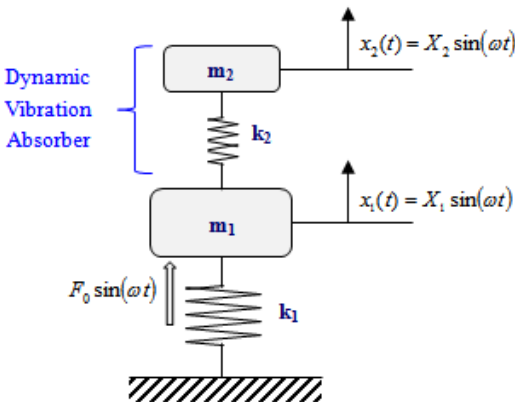 x₂(t) = X₂ sin(ωt)
m₂
Dynamic
Vibration
Absorber
k₂
x₁(t) = X₁ sin(ωt)
m₁
F₀ sin(ωt)
k₁